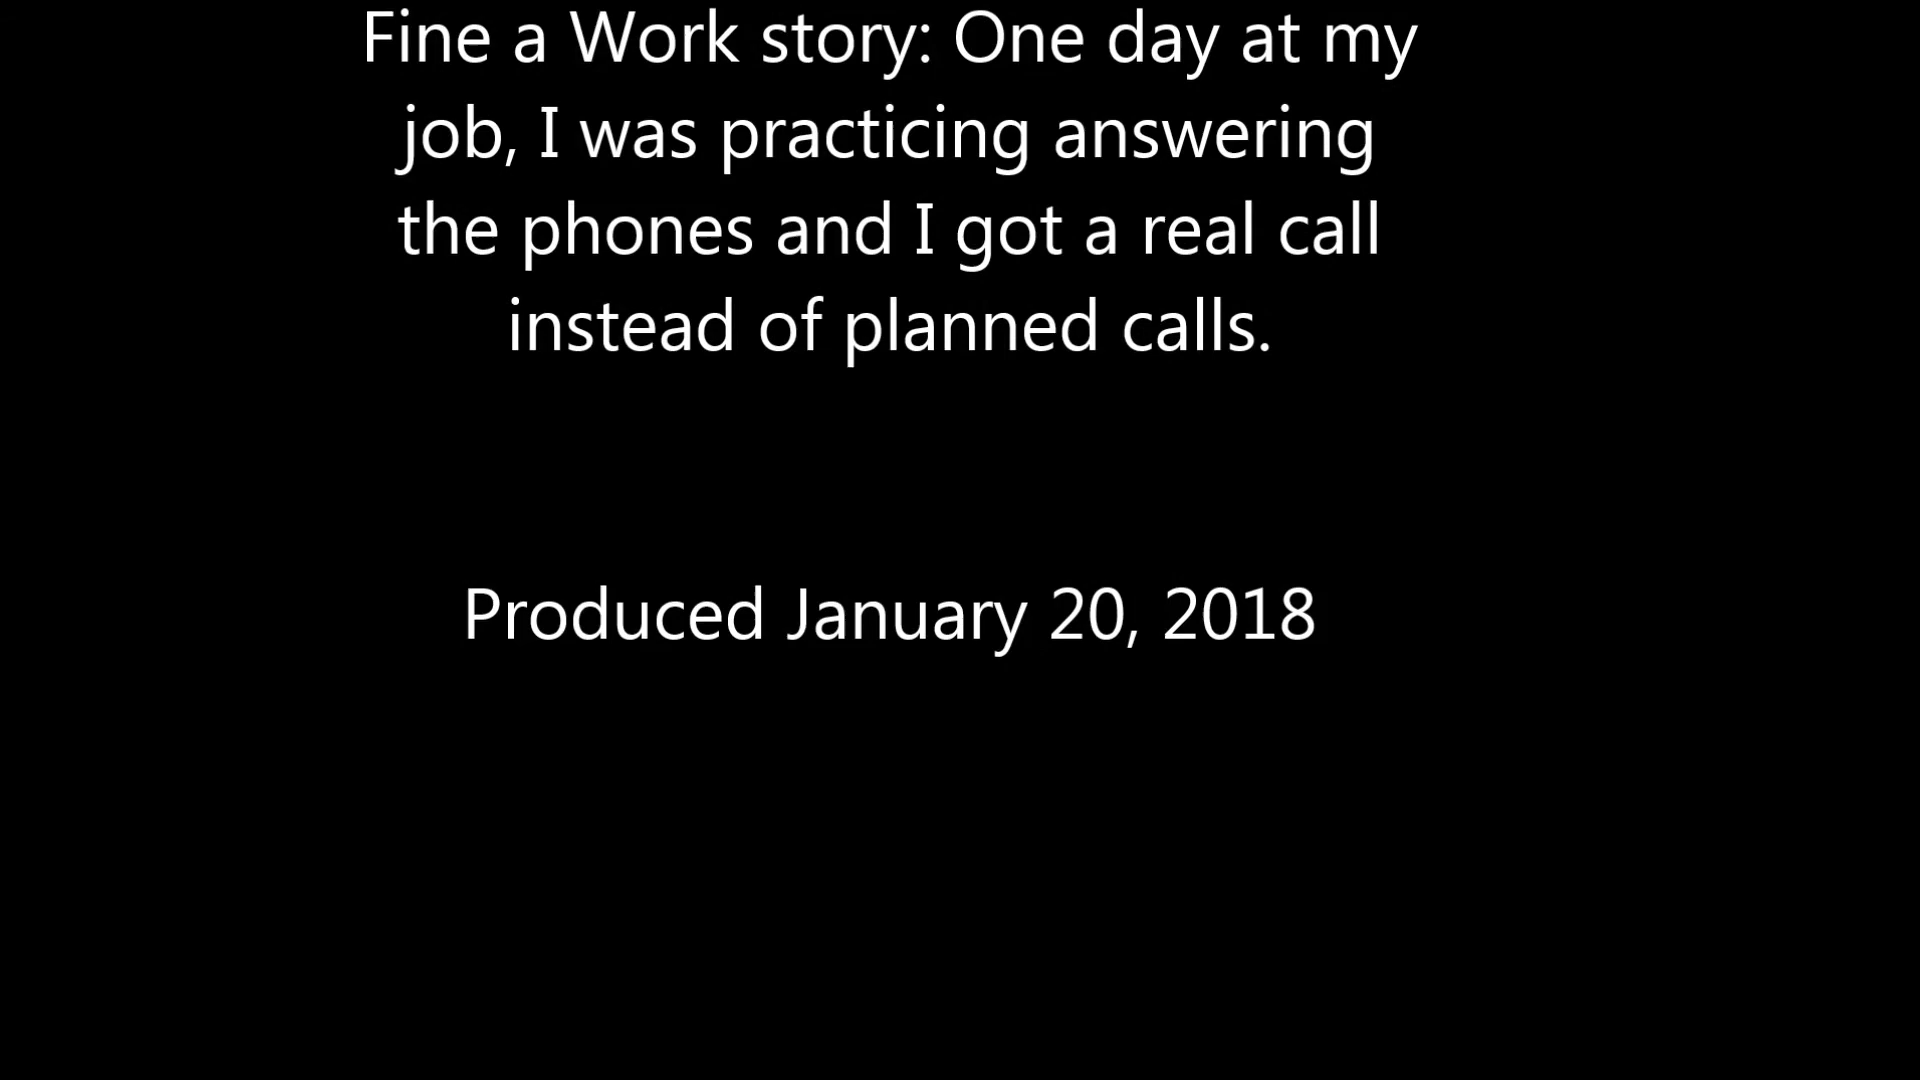 Fine a Work story: One day at my
job, I was practicing answering
the phones and I got a real call
instead of planned calls.
Produced January 20, 2018